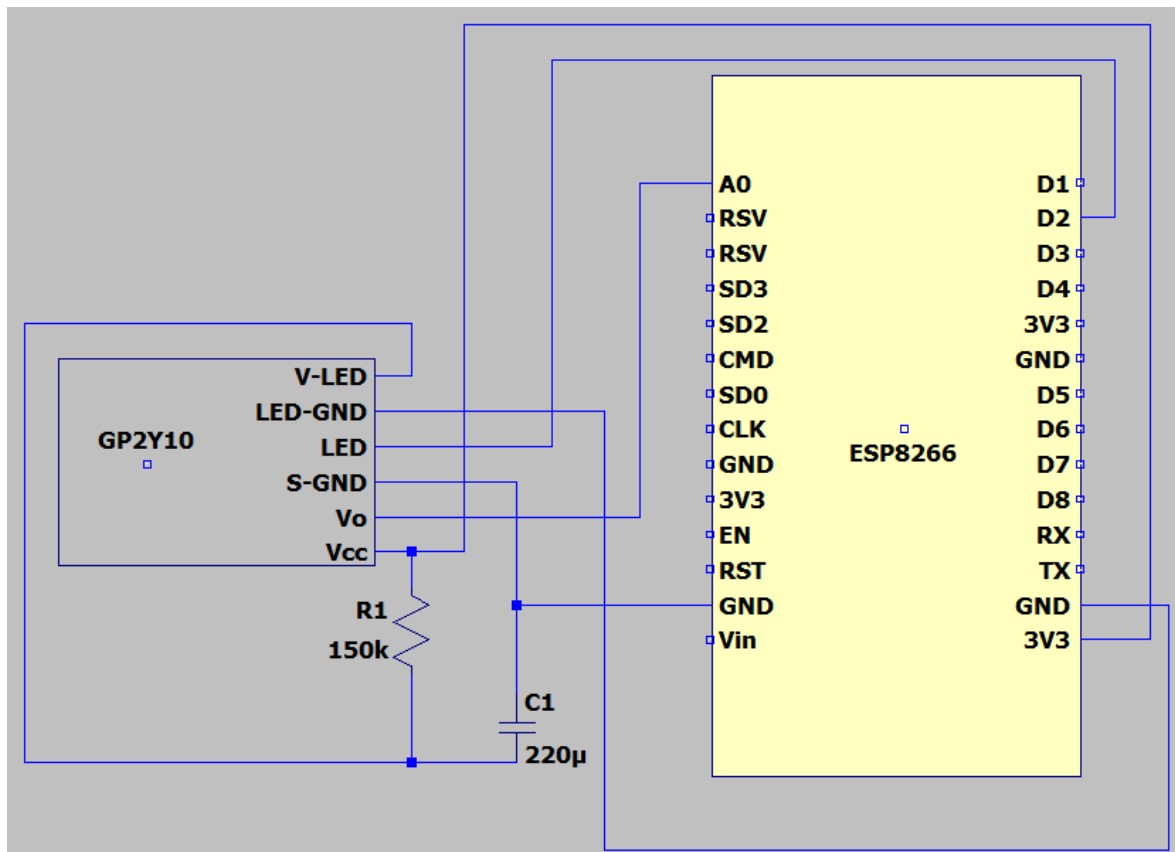 V-LED
LED-GND
GP2Y10
LED
S-GND
Vo
Vcc
R1
150k
C1
220µ
A0
RSV
RSV
SD3
SD2
CMD
SD0
CLK
GND
3V3
EN
RST
GND
Vin
ESP8266
D1
D2
D3
D4
3V3
GND
D5
D6
D7
D8
RX
TX
GND
3V3